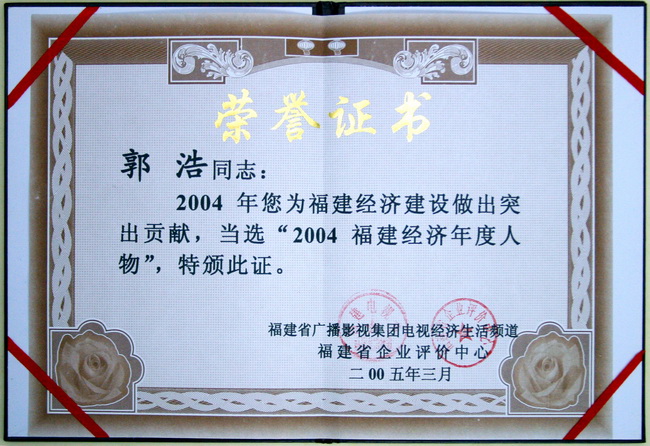 荣誉证书
郭 浩同志：
2004 年您为福建经济建设做出突
出贡献，当选“2004 福建经济年度人
物”，特颁此证。
福建省广播影视集团电视经济生活频道
福建省企业评价中心
二00五年三月